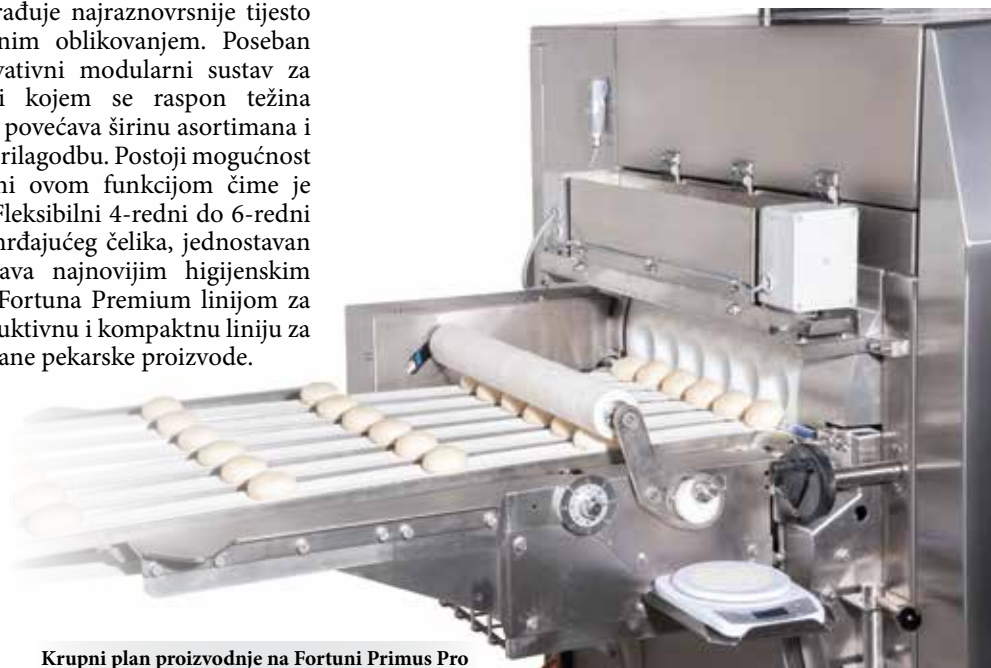 rađuje najraznovrsnije tijesto
nim oblikovanjem. Poseban
vativni modularni sustav za
i kojem se raspon težina
povećava širinu asortimana i
rilagodbu. Postoji mogućnost
ni ovom funkcijom čime je
Fleksibilni 4-redni do 6-redni
hrđajućeg čelika, jednostavan
ava najnovijim higijenskim
Fortuna Premium linijom za
uktivnu i kompaktnu liniju za
ane pekarske proizvode.
Krupni plan proizvodnje na Fortuni Primus Pro